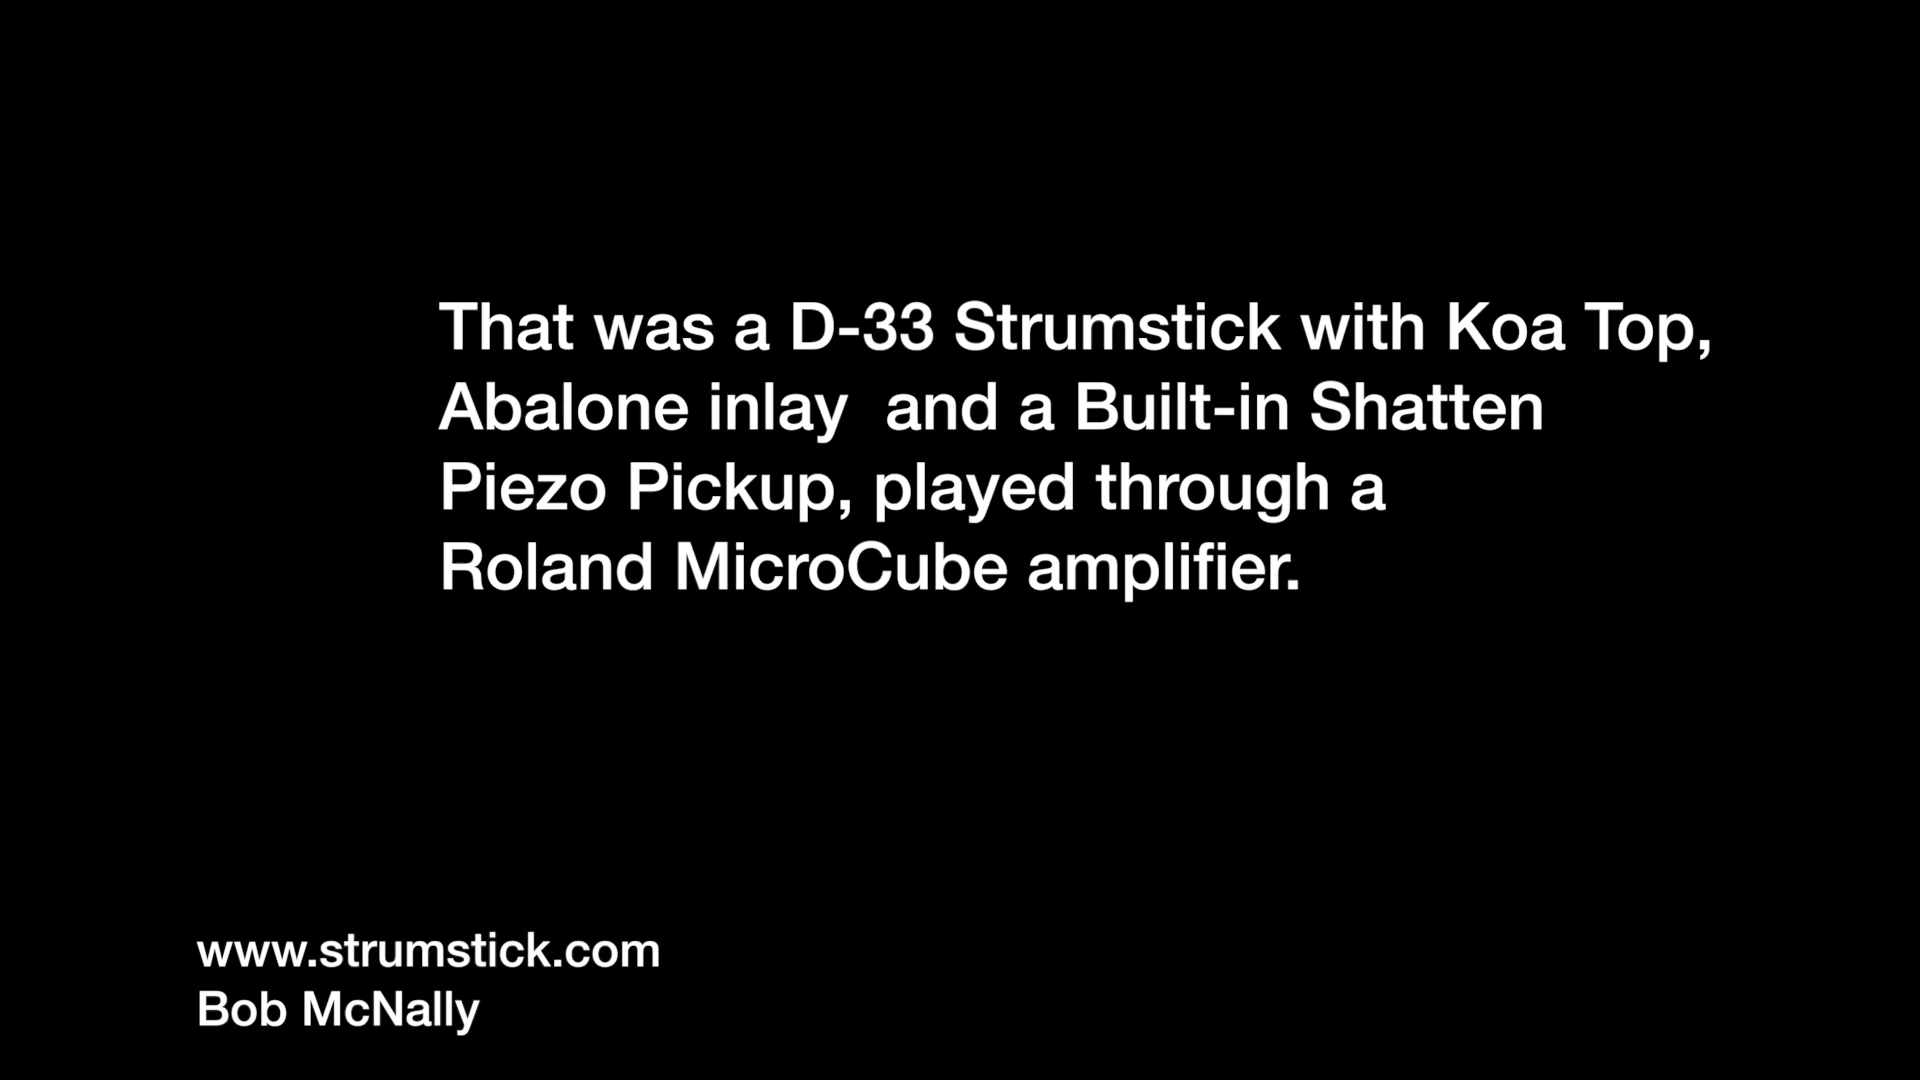 That was a D-33 Strumstick with Koa Top,
Abalone inlay  and a Built-in Shatten
Piezo Pickup, played through a
Roland MicroCube amplifier.
www.strumstick.com
Bob McNally